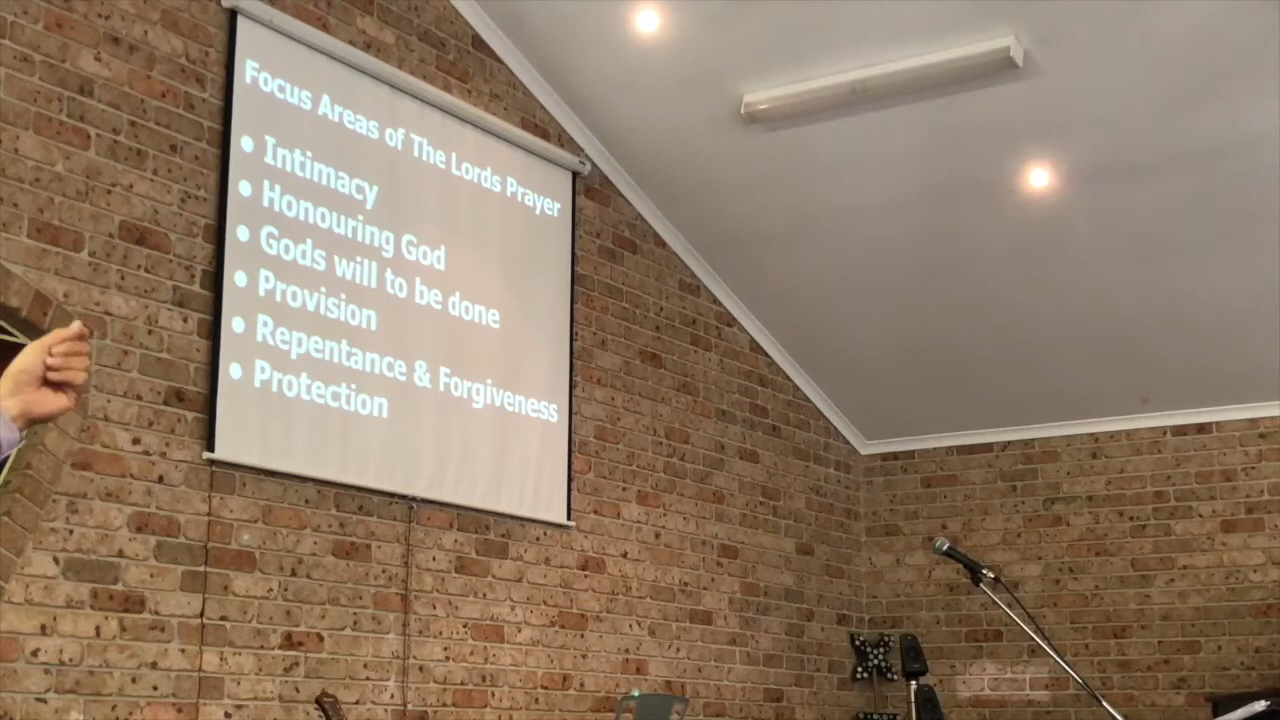 Focus Areas of The Lords Prayer
• Intimacy
• Honouring God
• Gods will to be done
• Provision
• Repentance & Forgiveness
• Protection